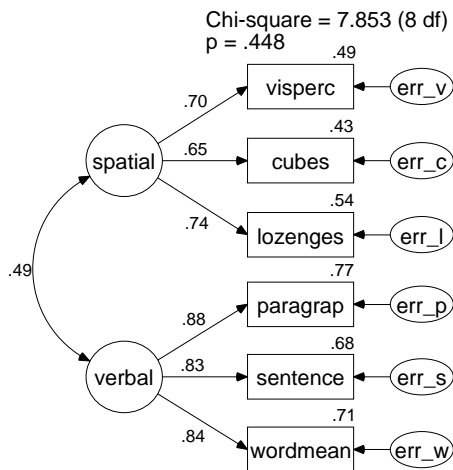 Chi-square = 7.853 (8 df)
p = .448
.49
visperc
err_v
.70
.43
spatial
.65
cubes
err_c
.54
.74
lozenges
err_l
.49
.77
paragrap
err_p
.88
.68
verbal
.83
sentence
err_s
.71
.84
wordmean
err_w